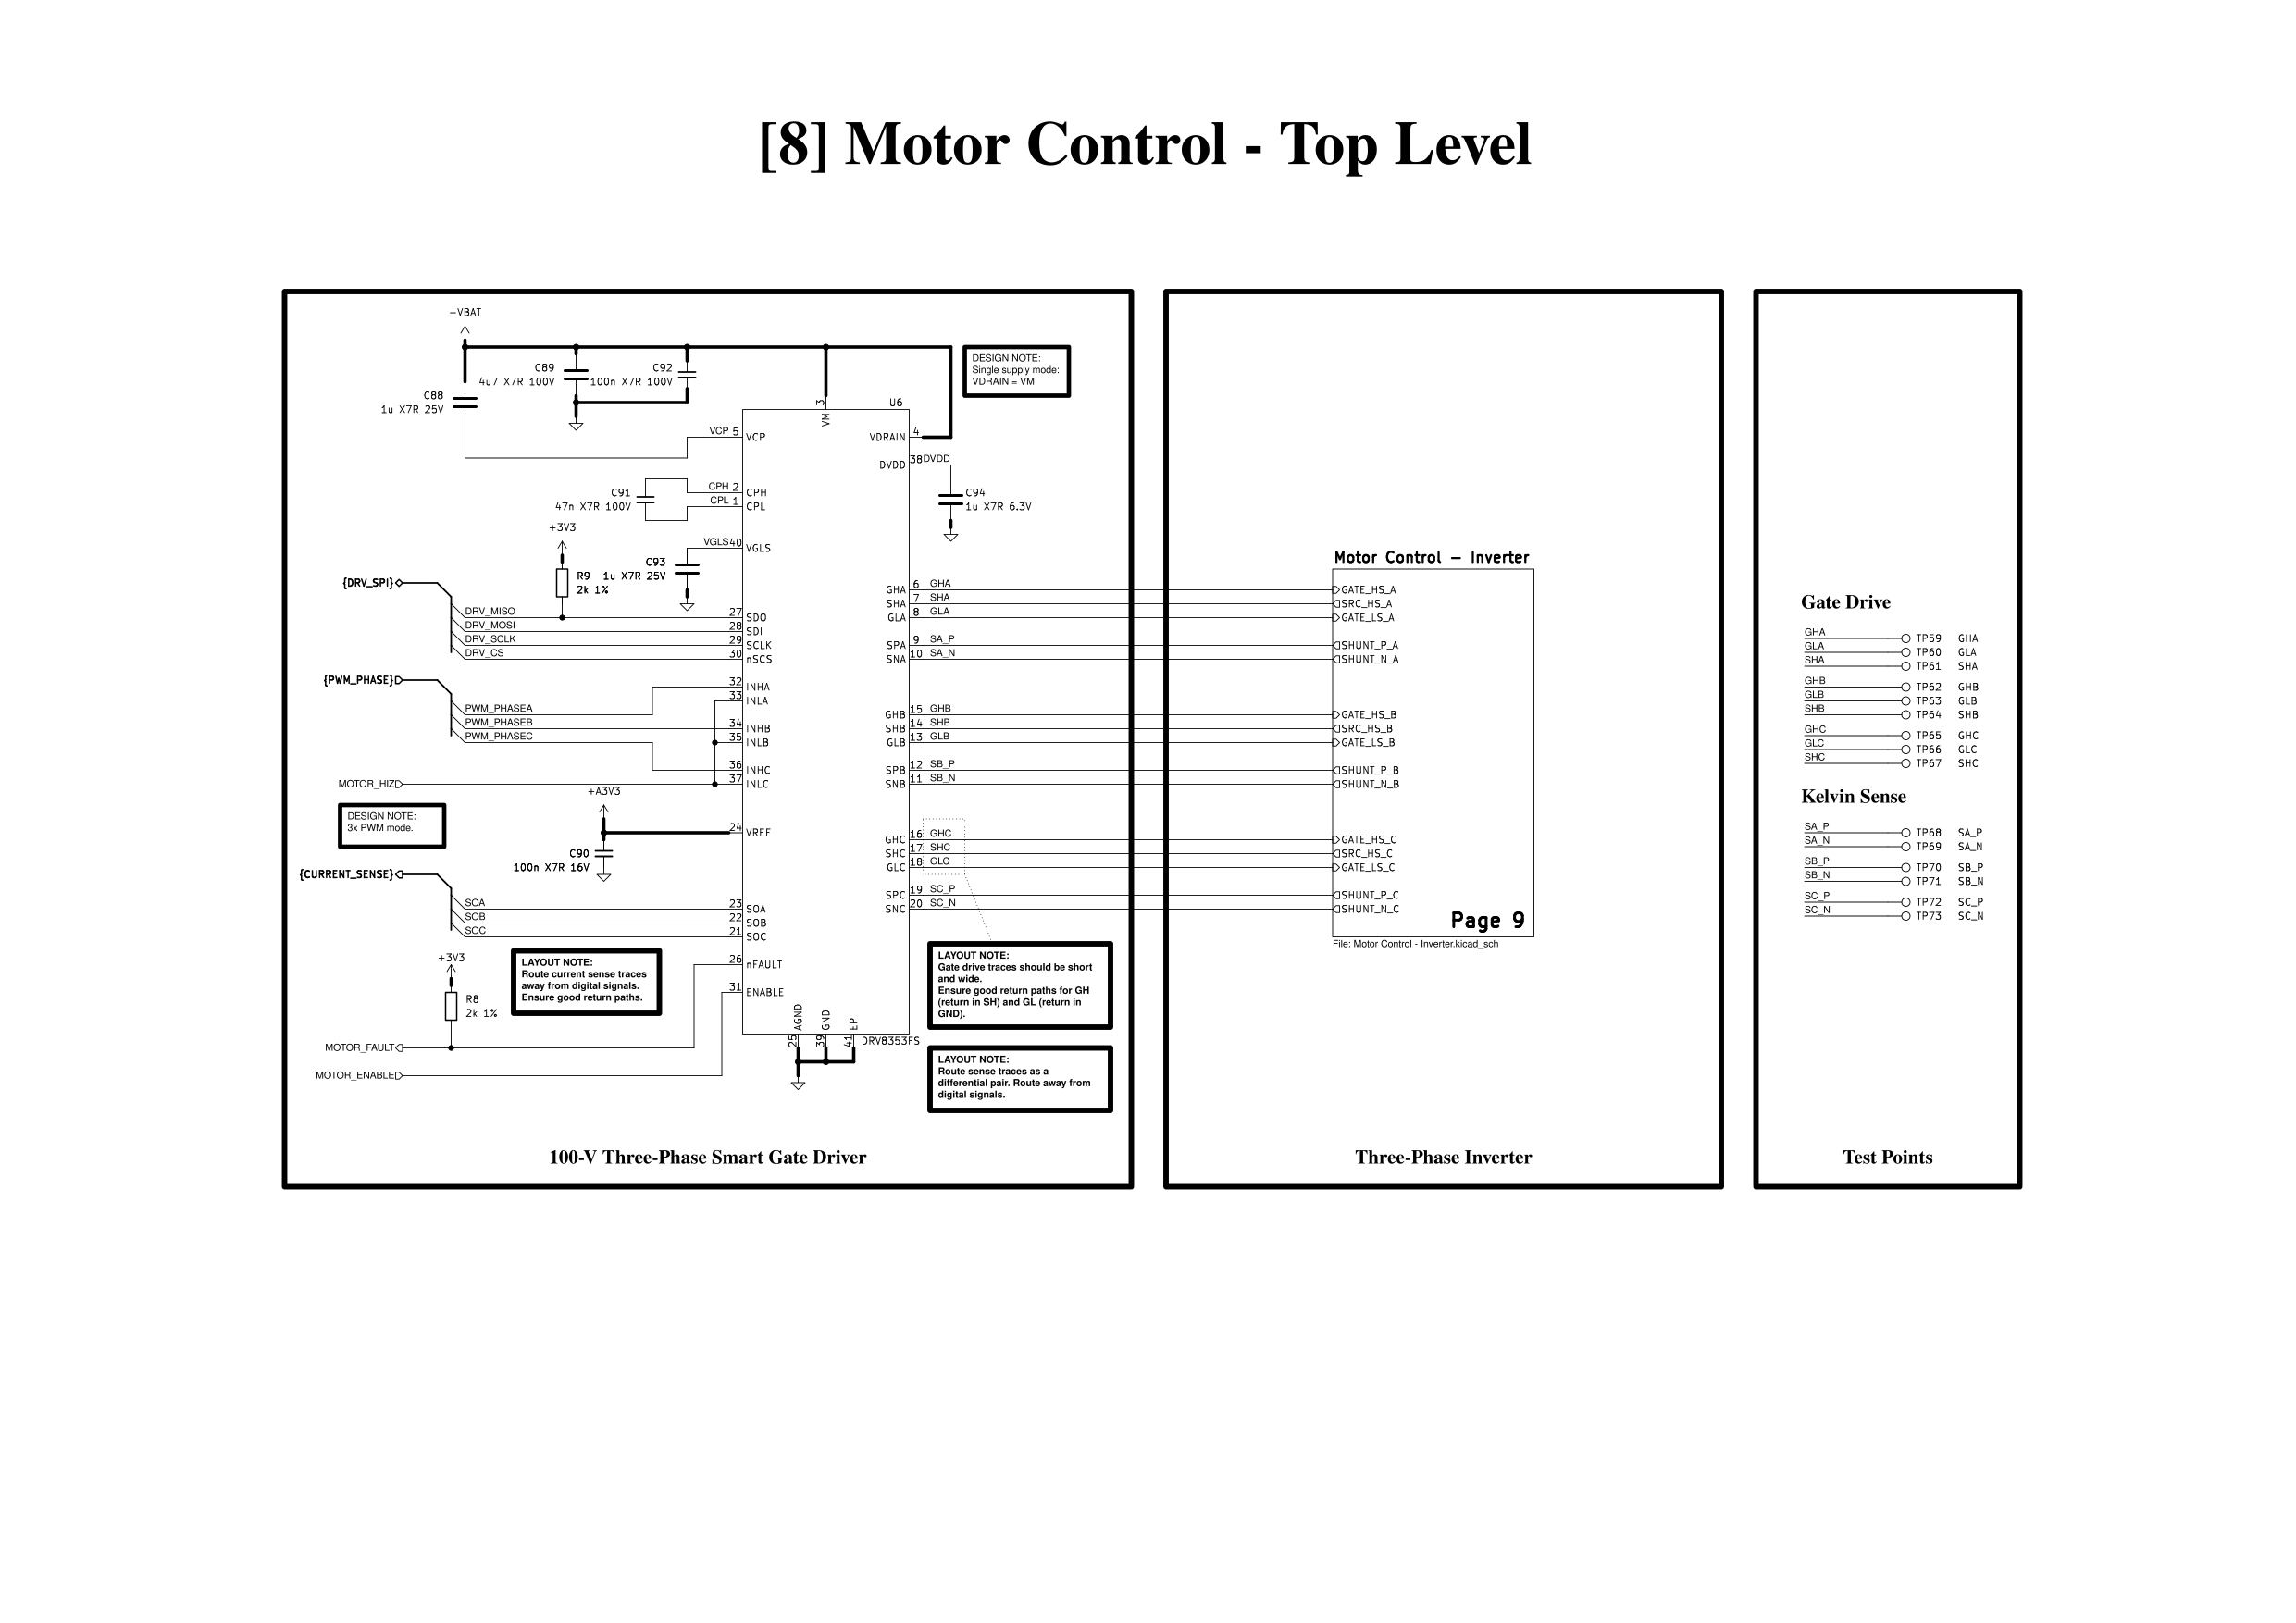 [8] Motor Control - Top Level
+VBAT
C89
4u7 X7R 100V
C92
100n X7R 100V
C88
1u X7R 25V
DESIGN NOTE:
Single supply mode:
VDRAIN = VM
U6
3
VM
VCP 5 VCP
VDRAIN 4
DVDD 38 DVDD
C91
47n X7R 100V
CPH 2 CPH
CPL 1 CPL
C94
1u X7R 6.3V
+3V3
VGLS 40 VGLS
C93
1u X7R 25V
R9
2k 1%
{DRV_SPI}
DRV_MISO 27 SDO
DRV_MOSI 28 SDI
DRV_SCLK 29 SCLK
DRV_CS 30 nSCS
{PWM_PHASE}
32 INHA
33 INLA
PWM_PHASEA
PWM_PHASEB 34 INHB
PWM_PHASEC 35 INLB
36 INHC
MOTOR_HIZ 37 INLC
+A3V3
DESIGN NOTE:
3x PWM mode.
24 VREF
C90
100n X7R 16V
{CURRENT_SENSE}
SOA 23 SOA
SOB 22 SOB
SOC 21 SOC
LAYOUT NOTE:
Route current sense traces
away from digital signals.
Ensure good return paths.
+3V3
26 nFAULT
R8
2k 1%
31 ENABLE
MOTOR_FAULT
MOTOR_ENABLE
AGND GND EP
25 39 41
DRV8353FS
GHA 6 GHA
SHA 7 SHA
GLA 8 GLA
SPA 9 SA_P
SNA 10 SA_N
GHB 15 GHB
SHB 14 SHB
GLB 13 GLB
SPB 12 SB_P
SNB 11 SB_N
GHC 16 GHC
SHC 17 SHC
GLC 18 GLC
SPC 19 SC_P
SNC 20 SC_N
LAYOUT NOTE:
Gate drive traces should be short
and wide.
Ensure good return paths for GH
(return in SH) and GL (return in
GND).
LAYOUT NOTE:
Route sense traces as a
differential pair. Route away from
digital signals.
100-V Three-Phase Smart Gate Driver
Motor Control - Inverter
GATE_HS_A
SRC_HS_A
GATE_LS_A
SHUNT_P_A
SHUNT_N_A
GATE_HS_B
SRC_HS_B
GATE_LS_B
SHUNT_P_B
SHUNT_N_B
GATE_HS_C
SRC_HS_C
GATE_LS_C
SHUNT_P_C
SHUNT_N_C
Page 9
File: Motor Control - Inverter.kicad_sch
Three-Phase Inverter
Gate Drive
GHA TP59 GHA
GLA TP60 GLA
SHA TP61 SHA
GHB TP62 GHB
GLB TP63 GLB
SHB TP64 SHB
GHC TP65 GHC
GLC TP66 GLC
SHC TP67 SHC
Kelvin Sense
SA_P TP68 SA_P
SA_N TP69 SA_N
SB_P TP70 SB_P
SB_N TP71 SB_N
SC_P TP72 SC_P
SC_N TP73 SC_N
Test Points